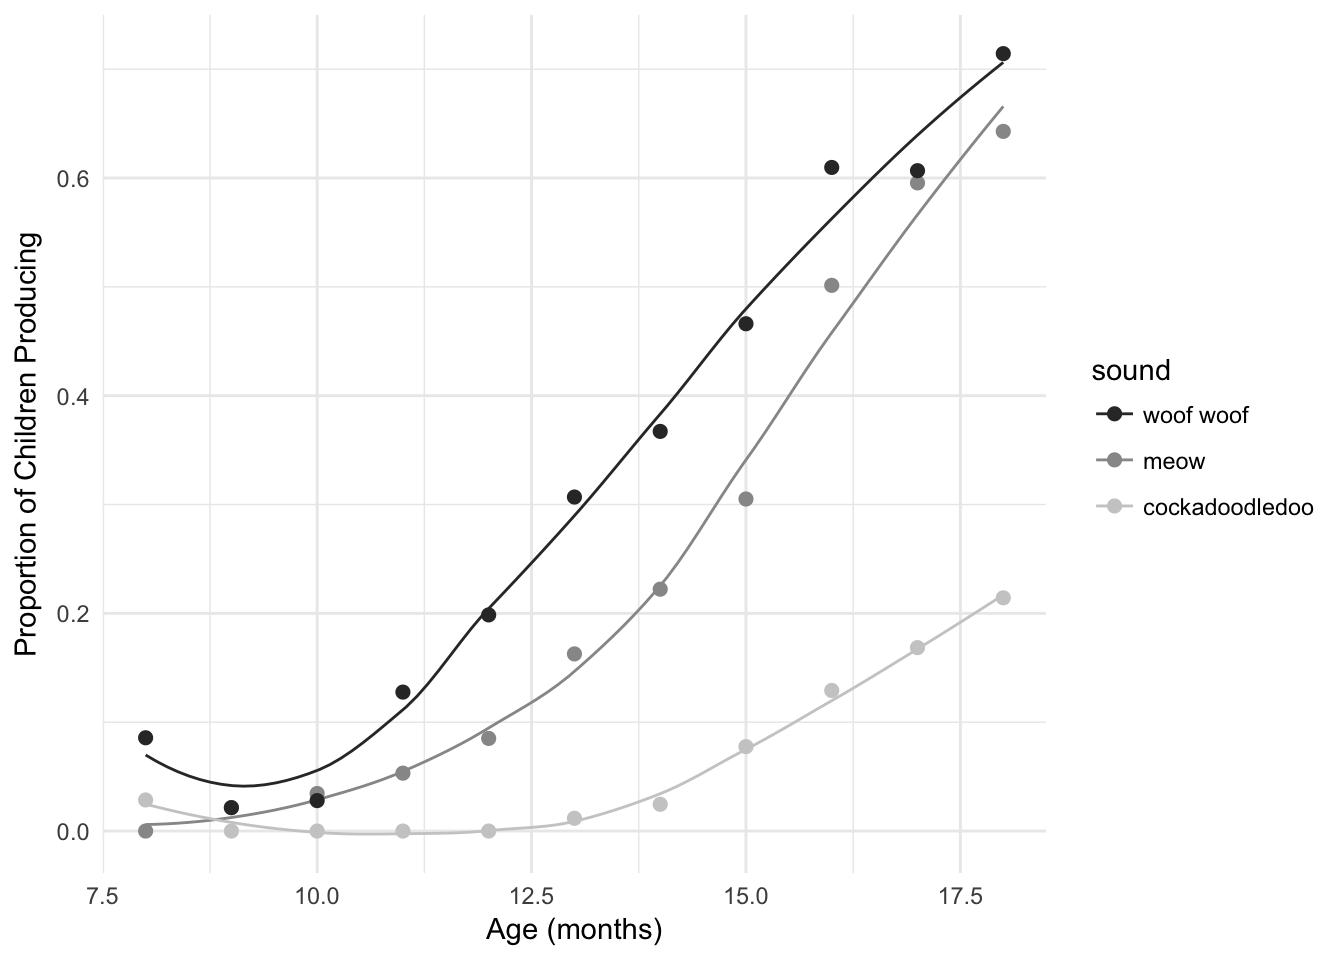 Proportion of Children Producing
0.6
0.4
0.2
0.0
7.5 10.0 12.5 15.0 17.5
Age (months)
sound
woof woof
meow
cockadoodledoo